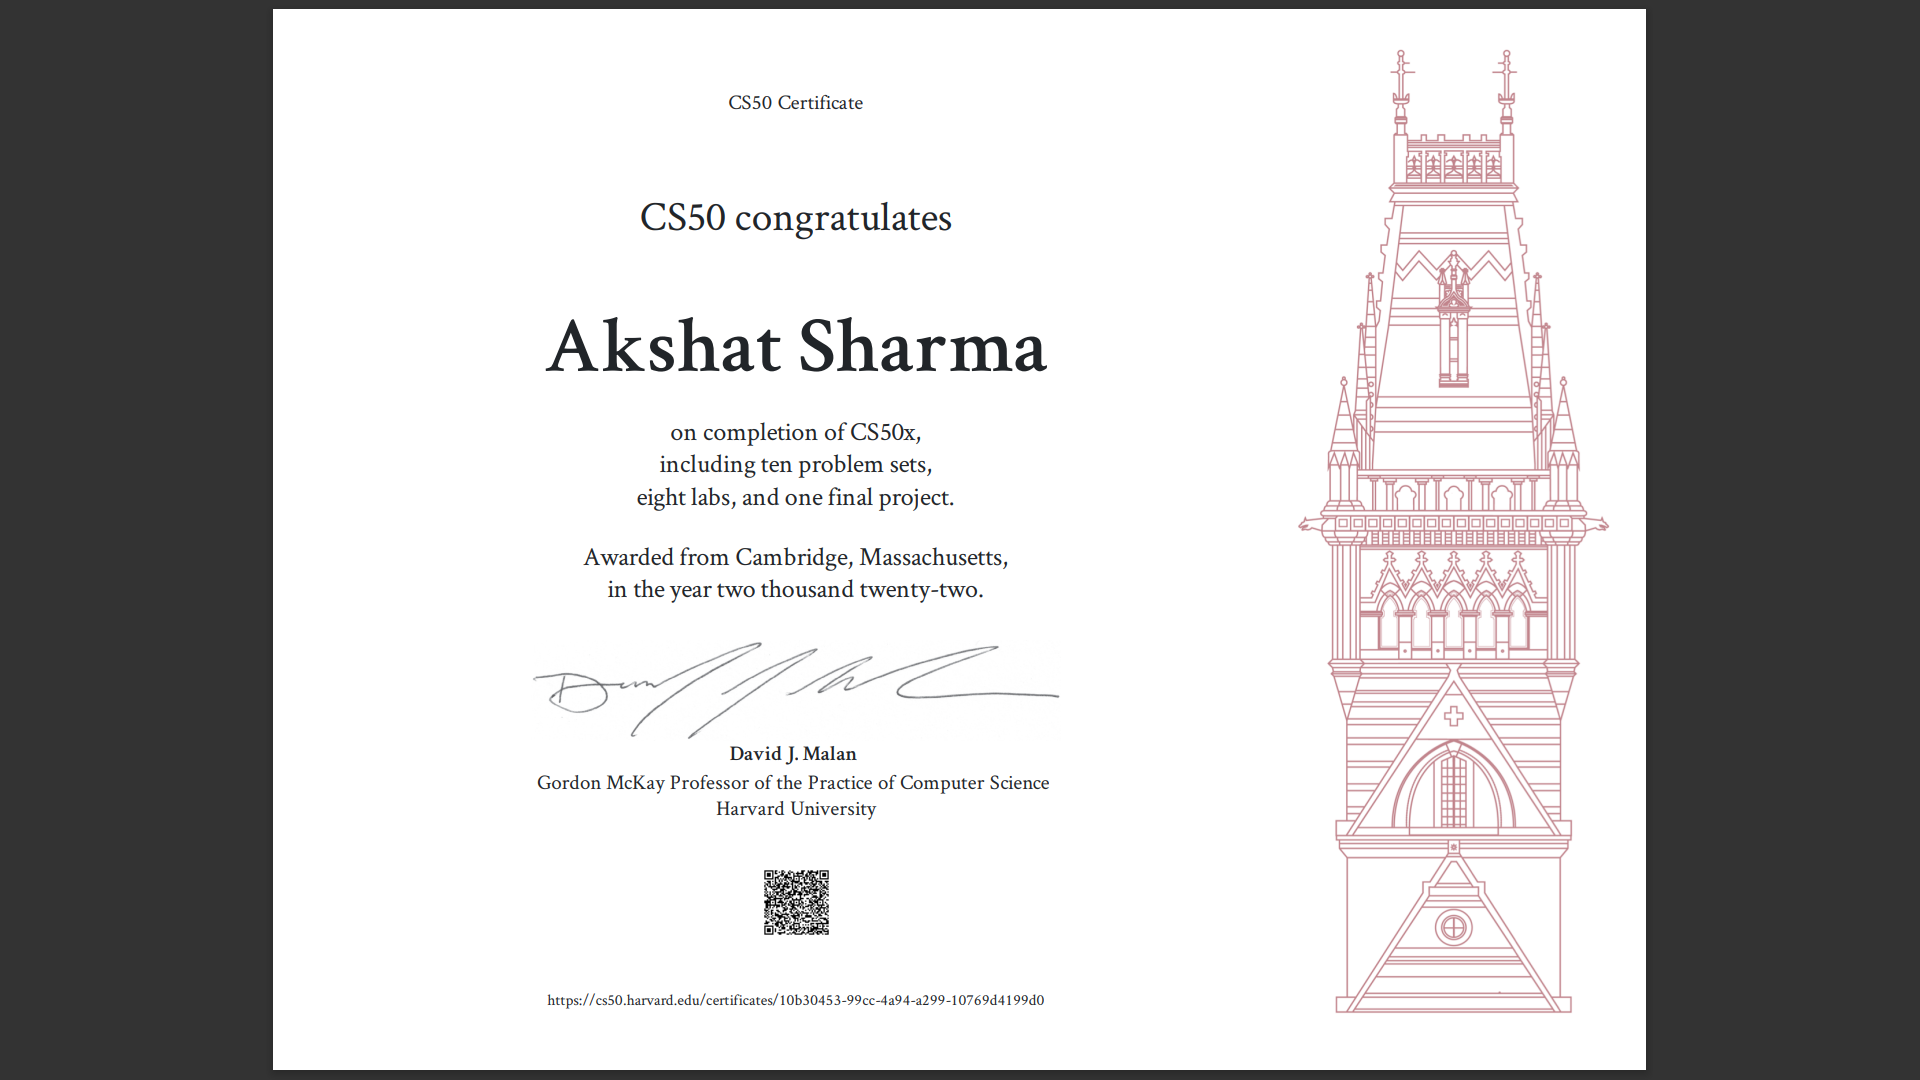 CS50 Certificate
CS50 congratulates
Akshat Sharma
on completion of CS50x,
including ten problem sets,
eight labs, and one final project.
Awarded from Cambridge, Massachusetts,
in the year two thousand twenty-two.
David J. Malan
Gordon McKay Professor of the Practice of Computer Science
Harvard University
https://cs50.harvard.edu/certificates/10b30453-99cc-4a94-a299-10769d4199d0